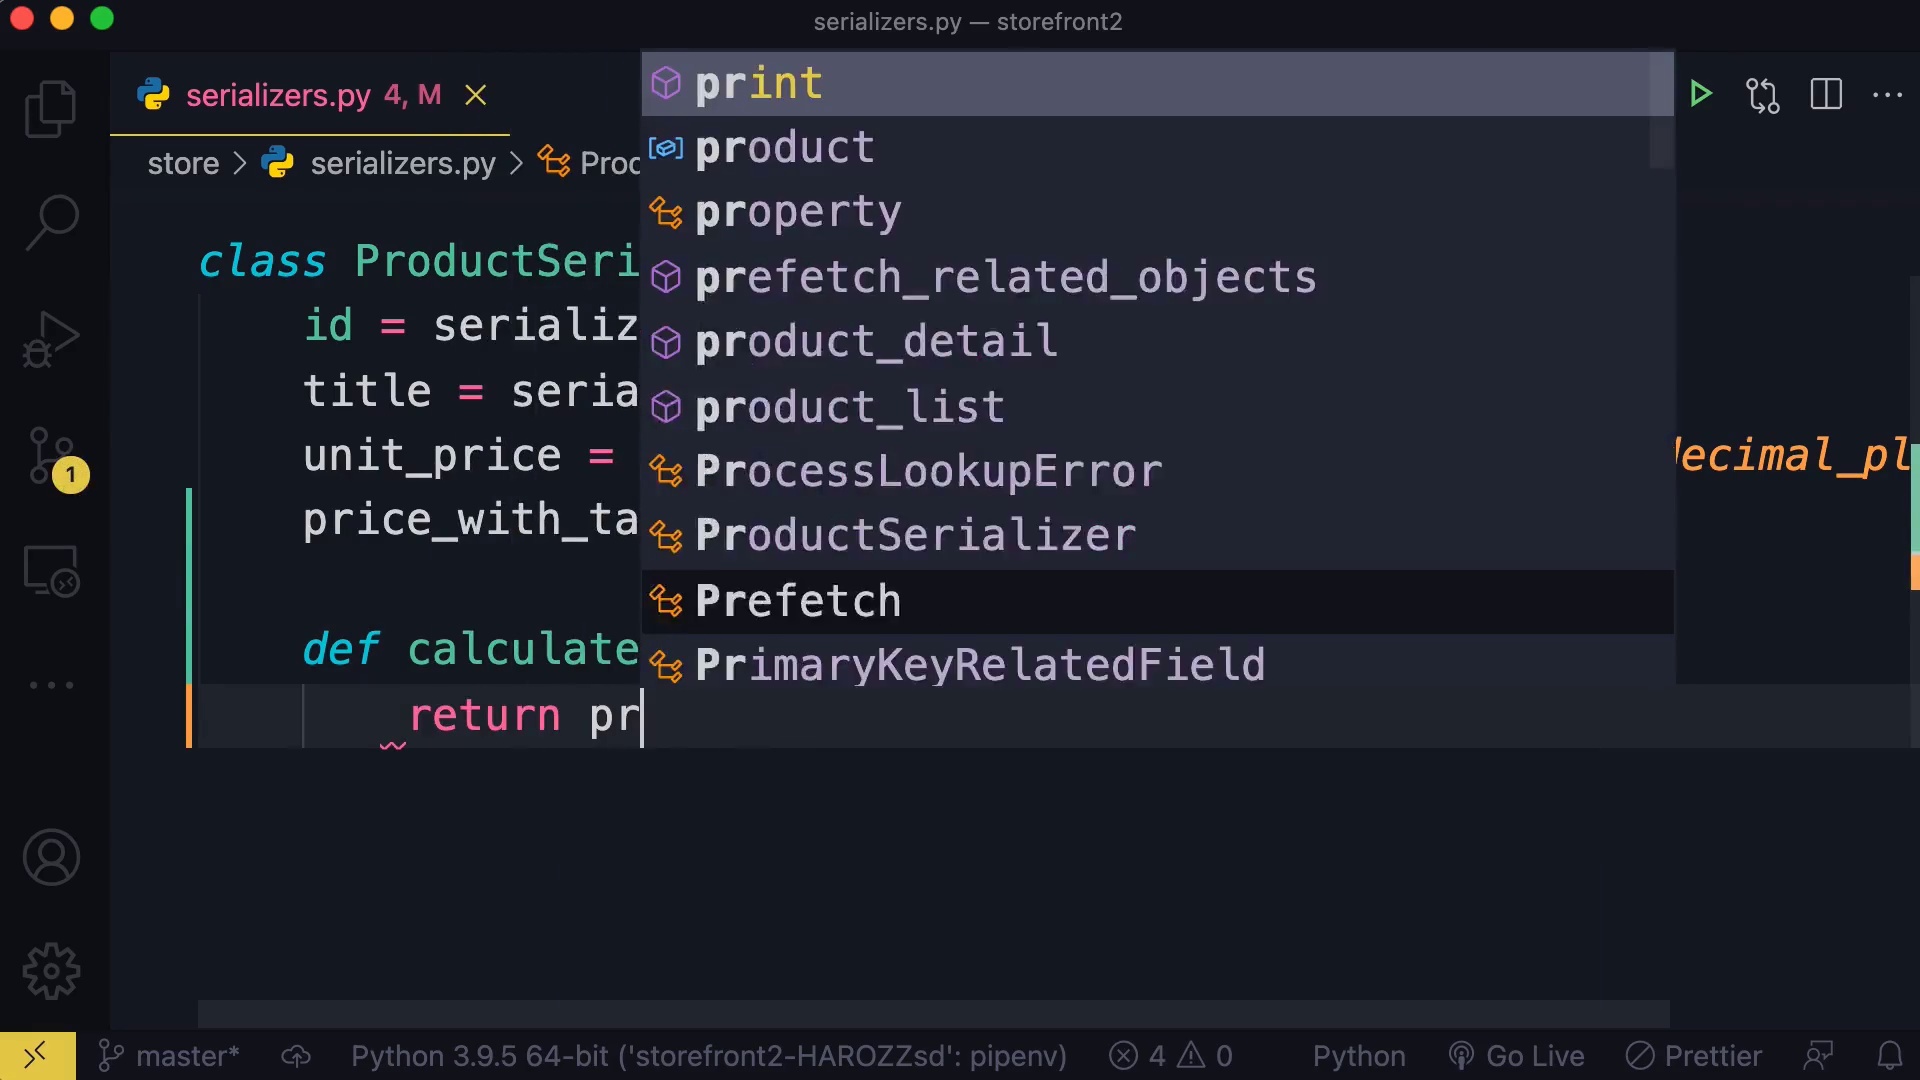 serializers.py — storefront2
serializers.py 4, M
store > serializers.py > Prod
class ProductSeri
id = serializ
title = seria
unit_price =
decimal_pl
price_with_ta
def calculate
return pr
print
product
property
prefetch_related_objects
product_detail
product_list
ProcessLookupError
ProductSerializer
Prefetch
PrimaryKeyRelatedField
1
master*
Python 3.9.5 64-bit ('storefront2-HAROZZsd': pipenv)
4
0
Python
Go Live
Prettier